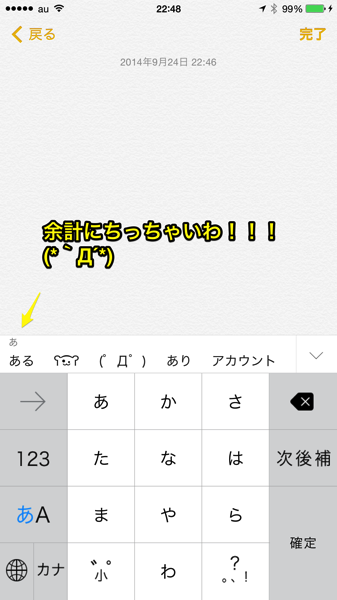 au 22:48 99%
戻る 完了
2014年9月24日 22:46
余計にちっちゃいわ！！！
(*｀Д´*)
あ
ある ʕ•̫͡•ʔ (゚Д゚) あり アカウント
→ あ か さ
123 た な は 次候補
あA ま や ら 確定
カナ ゛゜小 わ ？。、！